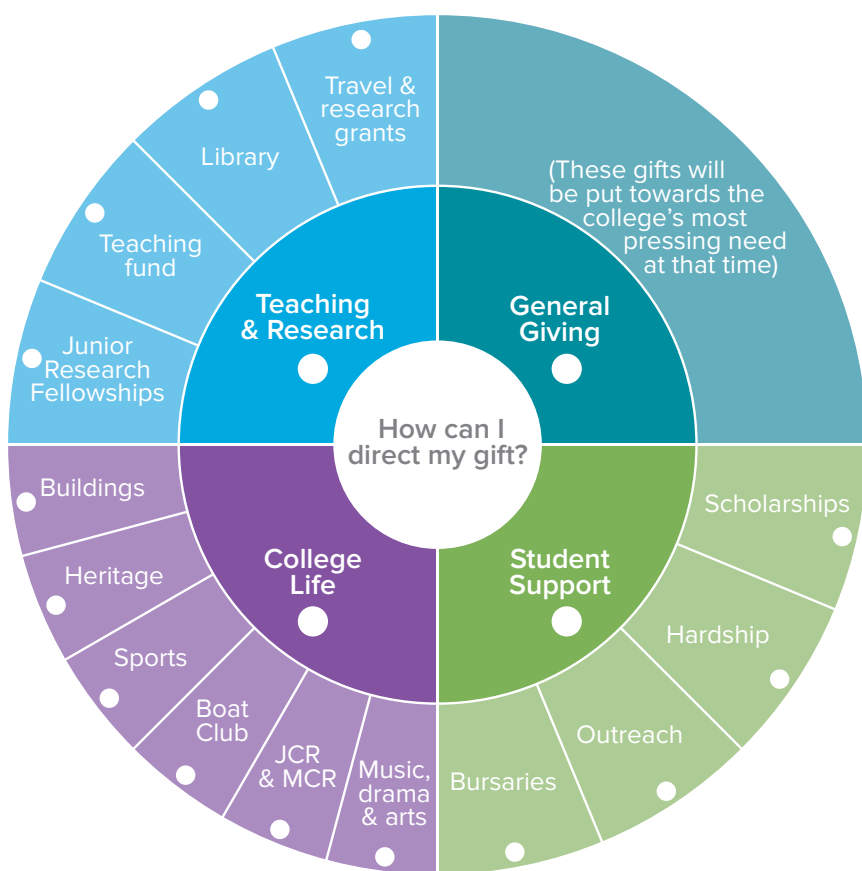 How can I
direct my gift?
Teaching
& Research
Travel &
research
grants
Library
Teaching
fund
Junior
Research
Fellowships
General
Giving
(These gifts will
be put towards the
college's most
pressing need
at that time)
College
Life
Buildings
Heritage
Sports
Boat
Club
JCR
& MCR
Music,
drama
& arts
Student
Support
Scholarships
Hardship
Outreach
Bursaries